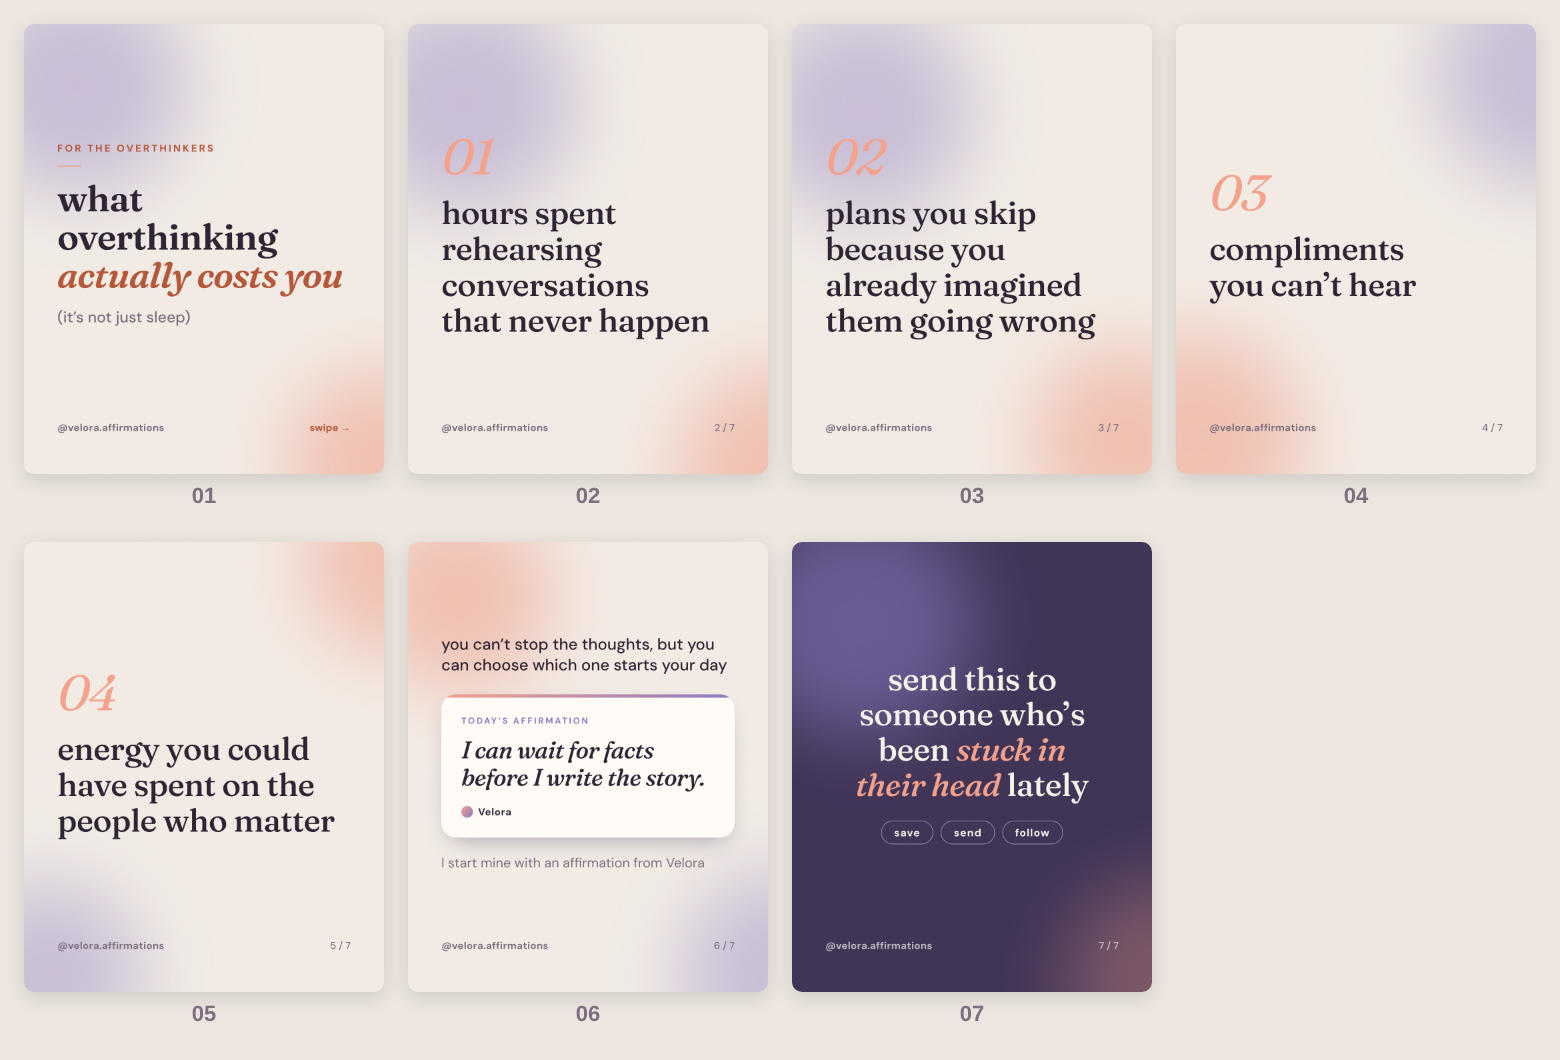 FOR THE OVERTHINKERS
what
overthinking
actually costs you
(it’s not just sleep)
@velora.affirmations
swipe →
01
01
hours spent
rehearsing
conversations
that never happen
@velora.affirmations
2 / 7
02
02
plans you skip
because you
already imagined
them going wrong
@velora.affirmations
3 / 7
03
03
compliments
you can’t hear
@velora.affirmations
4 / 7
04
04
energy you could
have spent on the
people who matter
@velora.affirmations
5 / 7
05
you can’t stop the thoughts, but you
can choose which one starts your day
TODAY’S AFFIRMATION
I can wait for facts
before I write the story.
Velora
I start mine with an affirmation from Velora
@velora.affirmations
6 / 7
06
send this to
someone who’s
been stuck in
their head lately
save
send
follow
@velora.affirmations
7 / 7
07